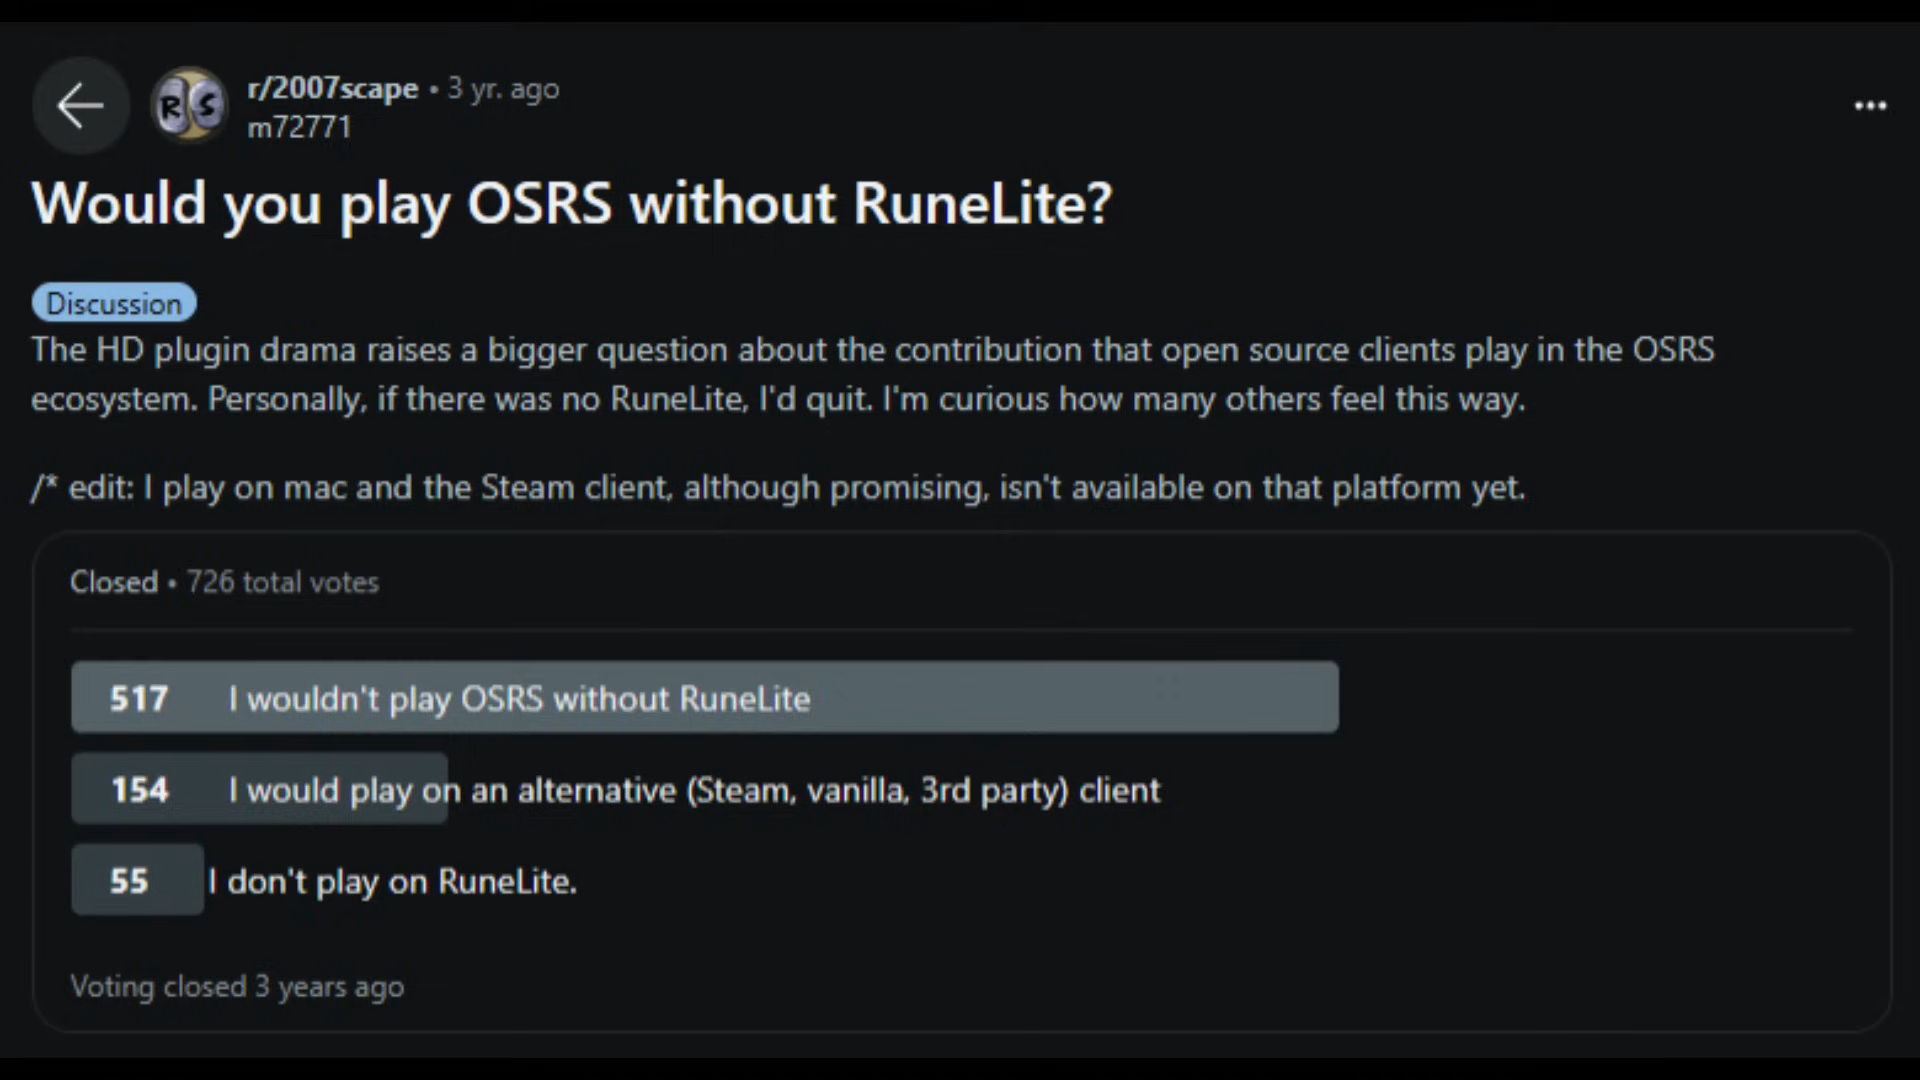 r/2007scape • 3 yr. ago
m72771
Would you play OSRS without RuneLite?
Discussion
The HD plugin drama raises a bigger question about the contribution that open source clients play in the OSRS
ecosystem. Personally, if there was no RuneLite, I'd quit. I'm curious how many others feel this way.
/* edit: I play on mac and the Steam client, although promising, isn't available on that platform yet.
Closed • 726 total votes
517 I wouldn't play OSRS without RuneLite
154 I would play on an alternative (Steam, vanilla, 3rd party) client
55 I don't play on RuneLite.
Voting closed 3 years ago